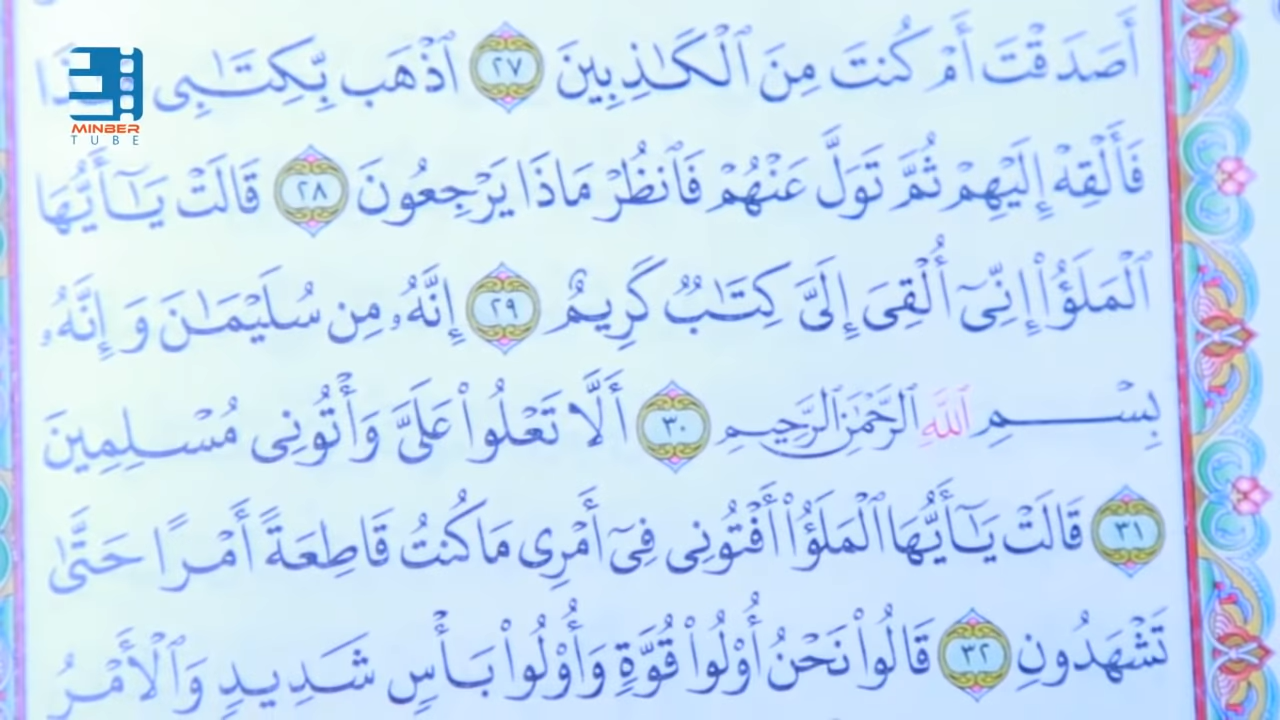 أَصَدَقْتَ أَمْ كُنتَ مِنَ ٱلْكَـٰذِبِينَ ٢٧ ٱذْهَب بِّكِتَـٰبِى
فَأَلْقِهْ إِلَيْهِمْ ثُمَّ تَوَلَّ عَنْهُمْ فَٱنظُرْ مَاذَا يَرْجِعُونَ ٢٨ قَالَتْ يَـٰٓأَيُّهَا
ٱلْمَلَؤُا۟ إِنِّىٓ أُلْقِىَ إِلَىَّ كِتَـٰبٌ كَرِيمٌ ٢٩ إِنَّهُۥ مِن سُلَيْمَـٰنَ وَإِنَّهُۥ
بِسْمِ ٱللَّهِ ٱلرَّحْمَـٰنِ ٱلرَّحِيمِ ٣٠ أَلَّا تَعْلُوا۟ عَلَىَّ وَأْتُونِى مُسْلِمِينَ
٣١ قَالَتْ يَـٰٓأَيُّهَا ٱلْمَلَؤُا۟ أَفْتُونِى فِىٓ أَمْرِى مَا كُنتُ قَاطِعَةً أَمْرًا حَتَّىٰ
تَشْهَدُونِ ٣٢ قَالُوا۟ نَحْنُ أُو۟لُوا۟ قُوَّةٍ وَأُو۟لُوا۟ بَأْسٍ شَدِيدٍ وَٱلْأَمْرُ
MINBER
TUBE